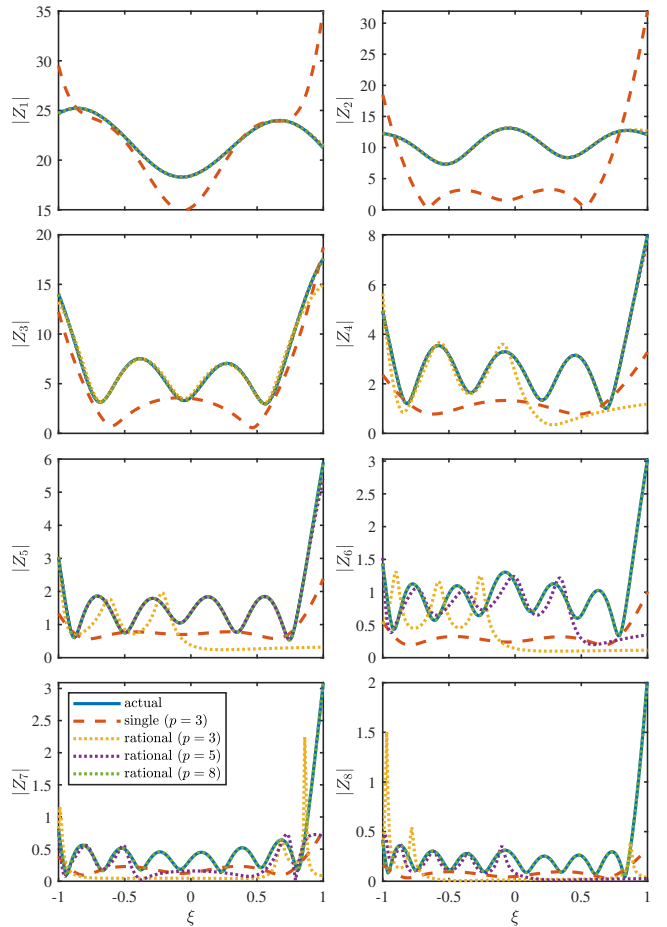 |Z1|
35
30
25
20
15
|Z2|
30
25
20
15
10
5
0
|Z3|
20
15
10
5
0
|Z4|
8
6
4
2
0
|Z5|
6
5
4
3
2
1
0
|Z6|
3
2.5
2
1.5
1
0.5
0
|Z7|
3
2.5
2
1.5
1
0.5
0
actual
single (p = 3)
rational (p = 3)
rational (p = 5)
rational (p = 8)
-1 -0.5 0 0.5 1
ξ
|Z8|
2
1.5
1
0.5
0
-1 -0.5 0 0.5 1
ξ